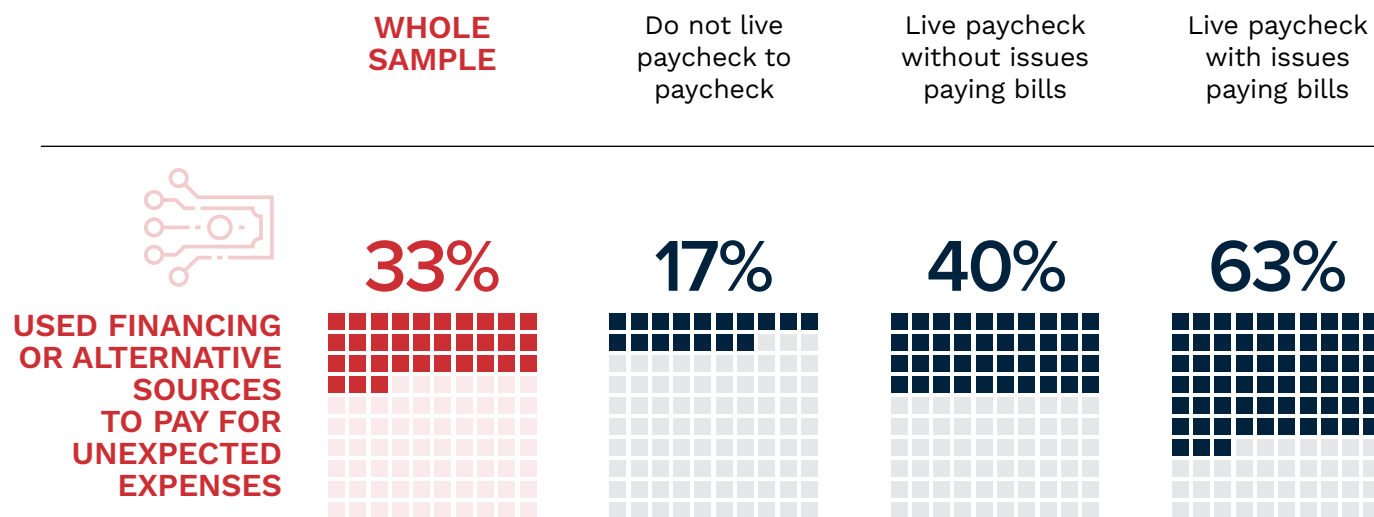 WHOLE
SAMPLE
Do not live
paycheck to
paycheck
Live paycheck
without issues
paying bills
Live paycheck
with issues
paying bills
33%
17%
40%
63%
USED FINANCING
OR ALTERNATIVE
SOURCES
TO PAY FOR
UNEXPECTED
EXPENSES